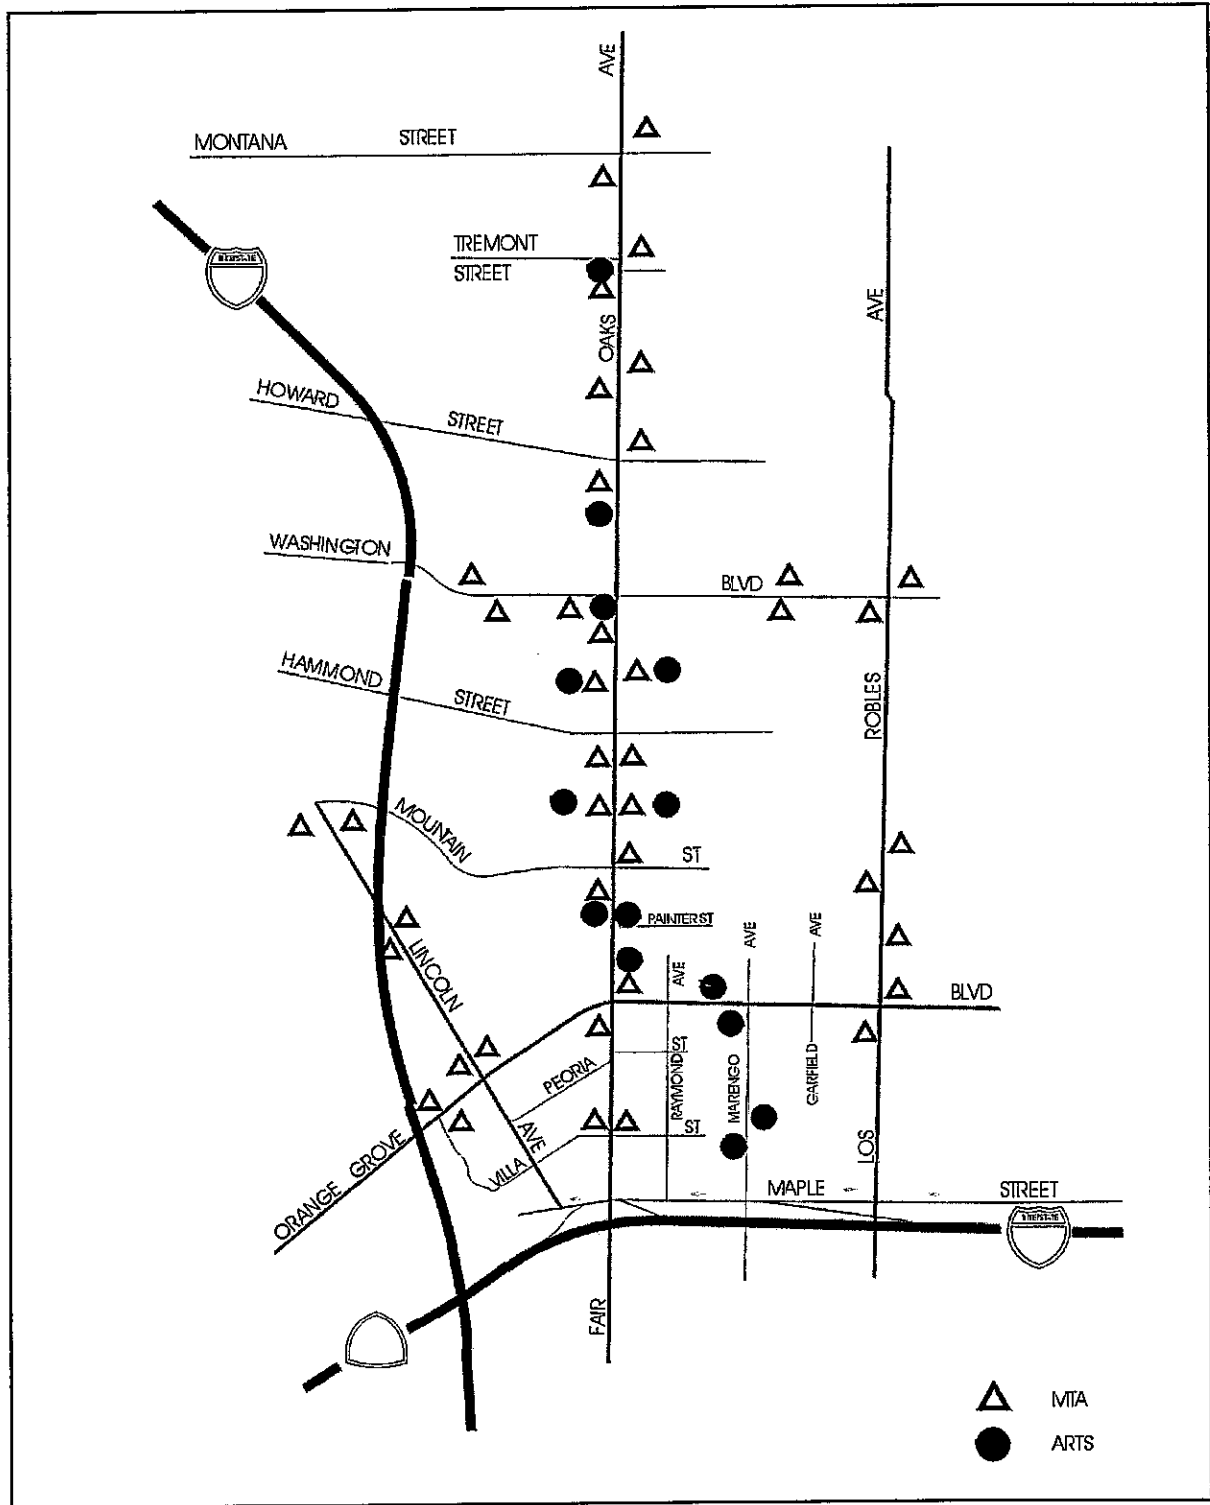 AVE
MONTANA STREET
TREMONT
STREET
AVE
OAKS
HOWARD STREET
WASHINGTON BLVD
HAMMOND STREET
ROBLES
MOUNTAIN ST
PAINTER ST
AVE
AVE
AVE
LINCOLN
BLVD
ST
PEORIA
RAYMOND
MARENGO
GARFIELD
ST
AVE
LOS
ORANGE GROVE
VILLA
MAPLE STREET
INTERSTATE
FAIR
MTA
ARTS